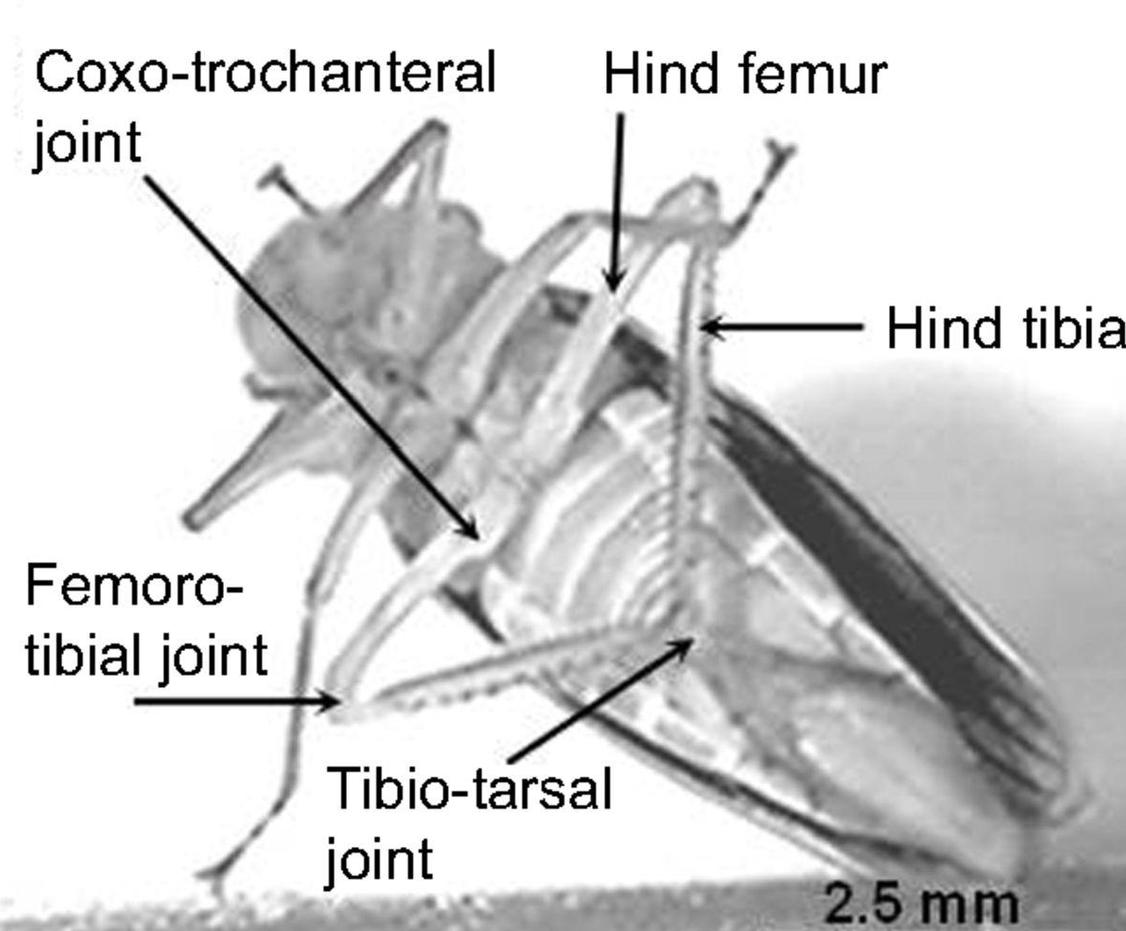 Coxo-trochanteral
joint
Hind femur
Hind tibia
Femoro-
tibial joint
Tibio-tarsal
joint
2.5 mm